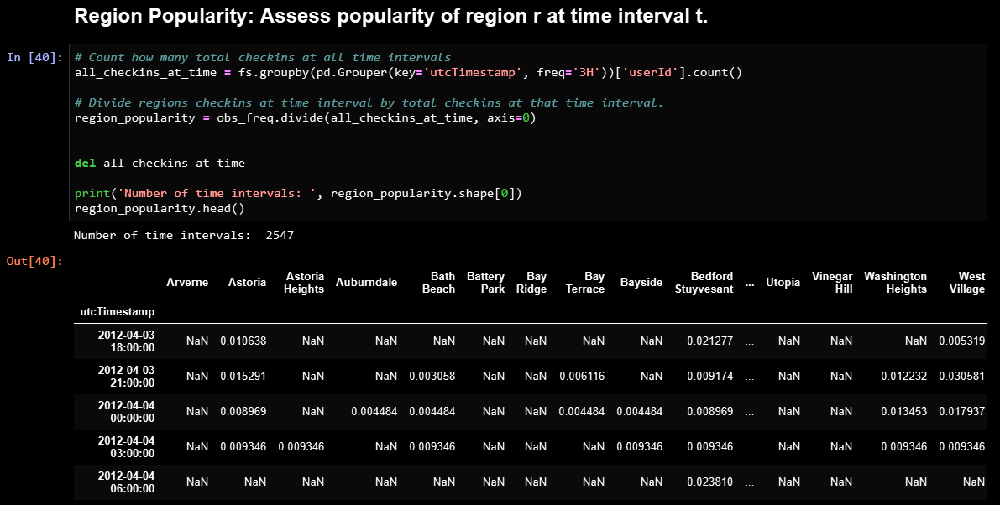 Region Popularity: Assess popularity of region r at time interval t.
In [40]: # Count how many total checkins at all time intervals
all_checkins_at_time = fs.groupby(pd.Grouper(key='utcTimestamp', freq='3H'))['userId'].count()
# Divide regions checkins at time interval by total checkins at that time interval.
region_popularity = obs_freq.divide(all_checkins_at_time, axis=0)
del all_checkins_at_time
print('Number of time intervals: ', region_popularity.shape[0])
region_popularity.head()
Number of time intervals:  2547
Out[40]:
Arverne Astoria Astoria Heights Auburndale Bath Beach Battery Park Bay Ridge Bay Terrace Bayside Bedford Stuyvesant ... Utopia Vinegar Hill Washington Heights West Village
utcTimestamp
2012-04-03 18:00:00 NaN 0.010638 NaN NaN NaN NaN NaN NaN NaN 0.021277 ... NaN NaN NaN 0.005319
2012-04-03 21:00:00 NaN 0.015291 NaN NaN 0.003058 NaN NaN 0.006116 NaN 0.009174 ... NaN NaN 0.012232 0.030581
2012-04-04 00:00:00 NaN 0.008969 NaN 0.004484 0.004484 NaN NaN 0.004484 0.004484 0.008969 ... NaN NaN 0.013453 0.017937
2012-04-04 03:00:00 NaN 0.009346 0.009346 NaN 0.009346 NaN NaN NaN 0.009346 0.009346 ... NaN NaN 0.009346 0.009346
2012-04-04 06:00:00 NaN NaN NaN NaN NaN NaN NaN NaN NaN 0.023810 ... NaN NaN NaN NaN